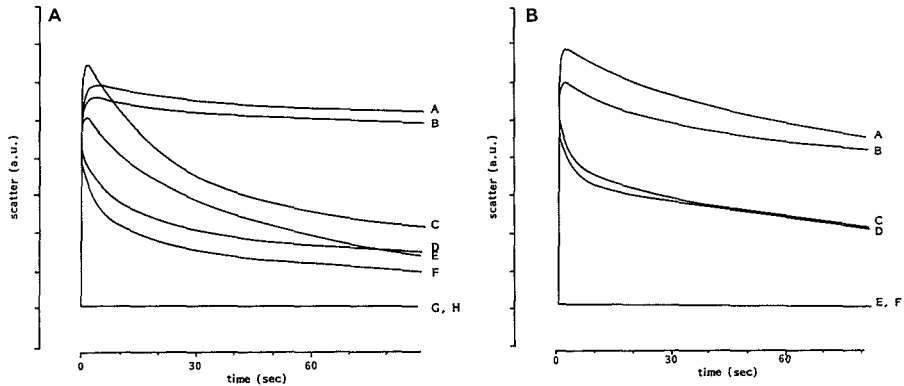 A
scatter (a.u.)
A
B
C
D
E
F
G, H
0
30
60
time (sec)
B
scatter (a.u.)
A
B
C
D
E, F
0
30
60
time (sec)